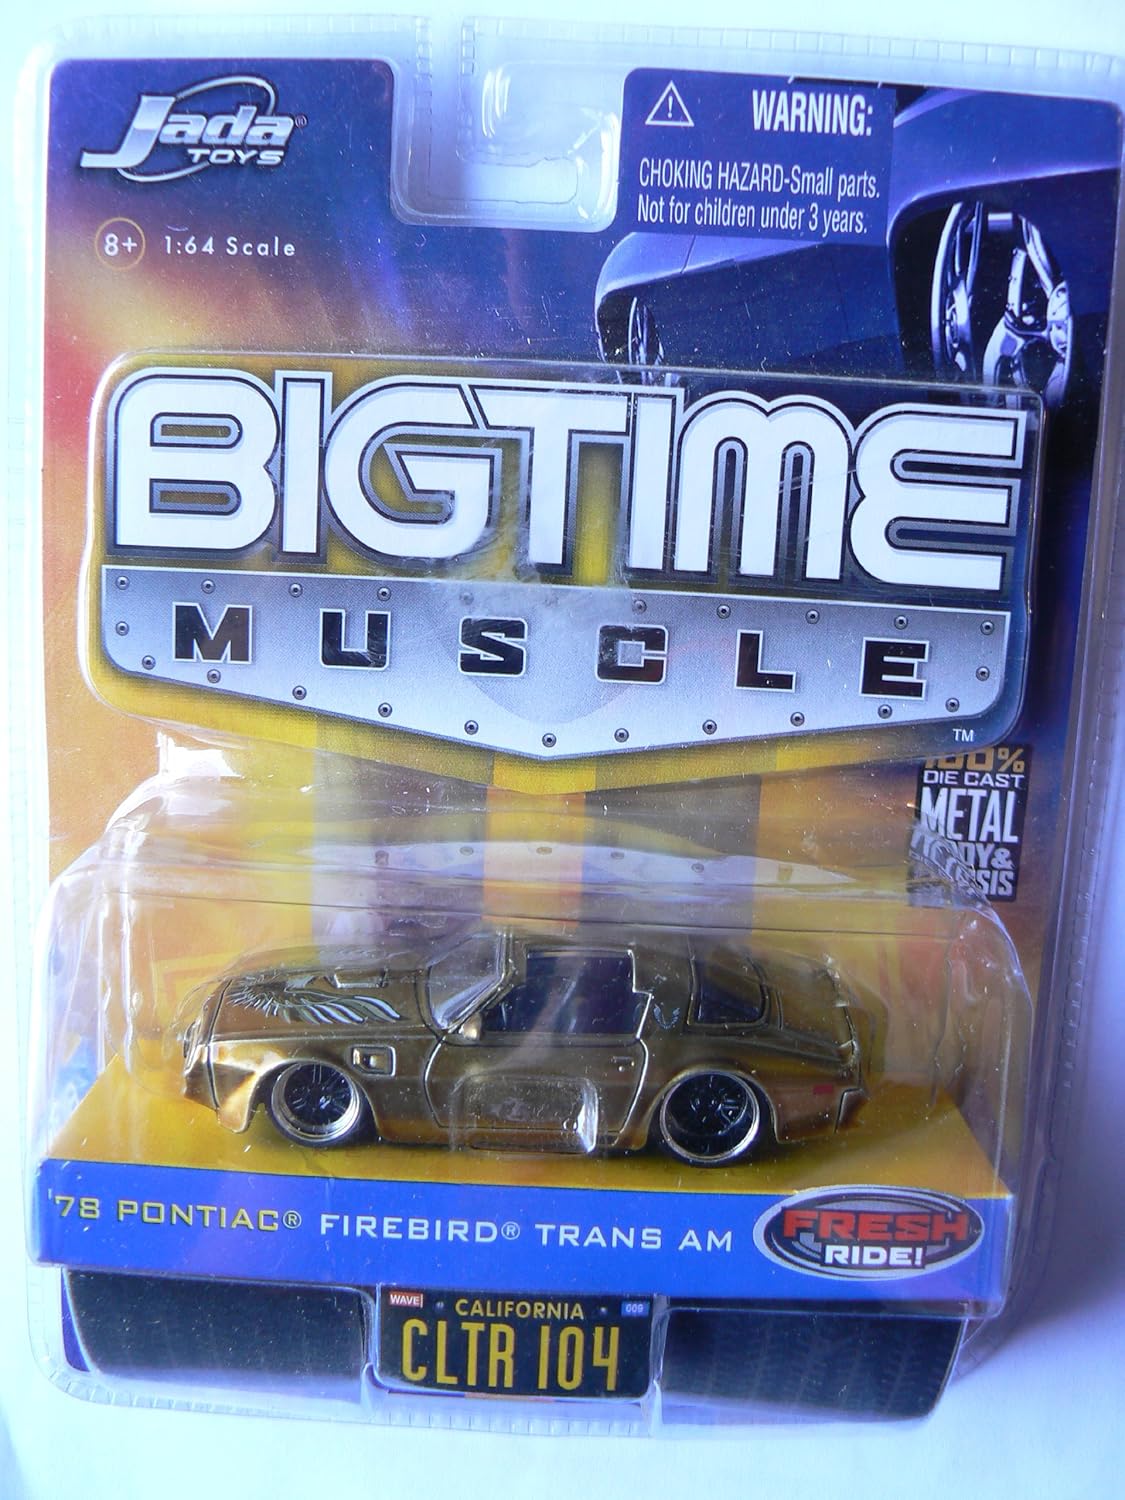 Jada®
TOYS
8+ 1:64 Scale
WARNING:
CHOKING HAZARD-Small parts.
Not for children under 3 years.
BIGTIME
MUSCLE
TM
100%
DIE CAST
METAL
BODY&
'78 PONTIAC® FIREBIRD® TRANS AM
FRESH
RIDE!
WAVE CALIFORNIA 009
CLTR 104